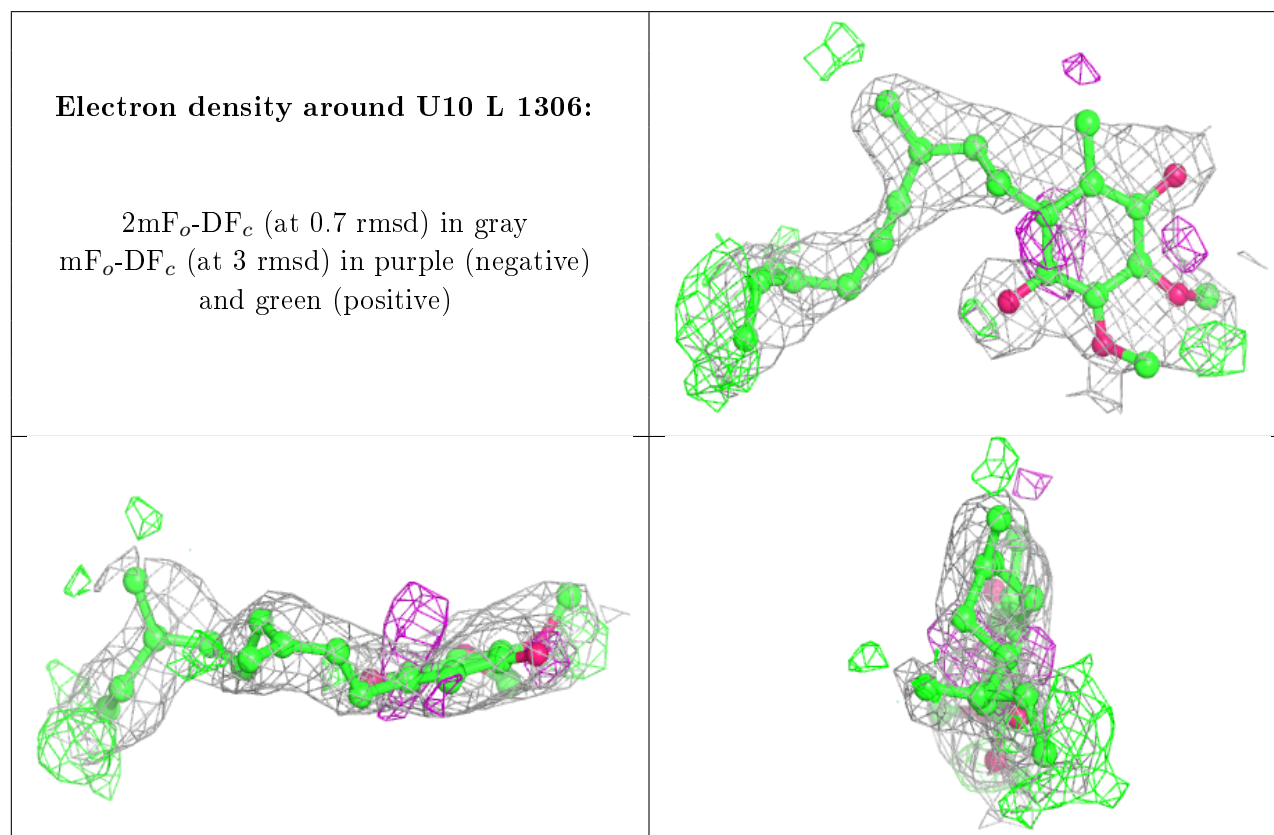 Electron density around U10 L 1306:
2mFo-DFc (at 0.7 rmsd) in gray
mFo-DFc (at 3 rmsd) in purple (negative)
and green (positive)